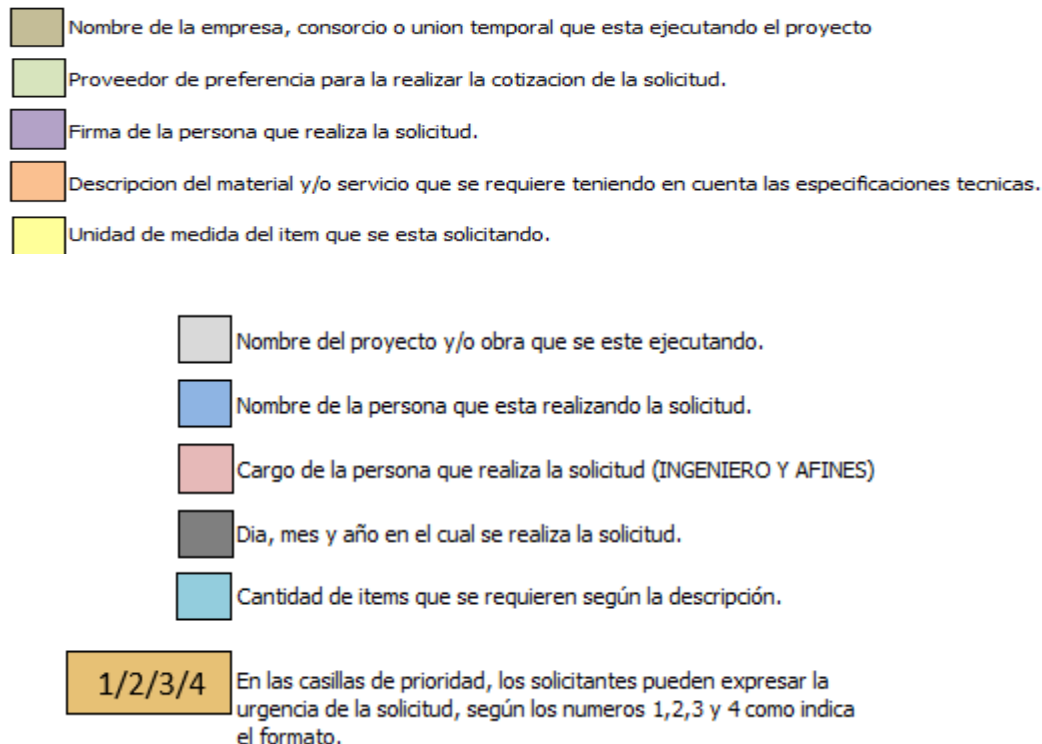 Nombre de la empresa, consorcio o union temporal que esta ejecutando el proyecto
Proveedor de preferencia para la realizar la cotizacion de la solicitud.
Firma de la persona que realiza la solicitud.
Descripcion del material y/o servicio que se requiere teniendo en cuenta las especificaciones tecnicas.
Unidad de medida del item que se esta solicitando.
Nombre del proyecto y/o obra que se este ejecutando.
Nombre de la persona que esta realizando la solicitud.
Cargo de la persona que realiza la solicitud (INGENIERO Y AFINES)
Dia, mes y año en el cual se realiza la solicitud.
Cantidad de items que se requieren según la descripción.
1/2/3/4
En las casillas de prioridad, los solicitantes pueden expresar la
urgencia de la solicitud, según los numeros 1,2,3 y 4 como indica
el formato.